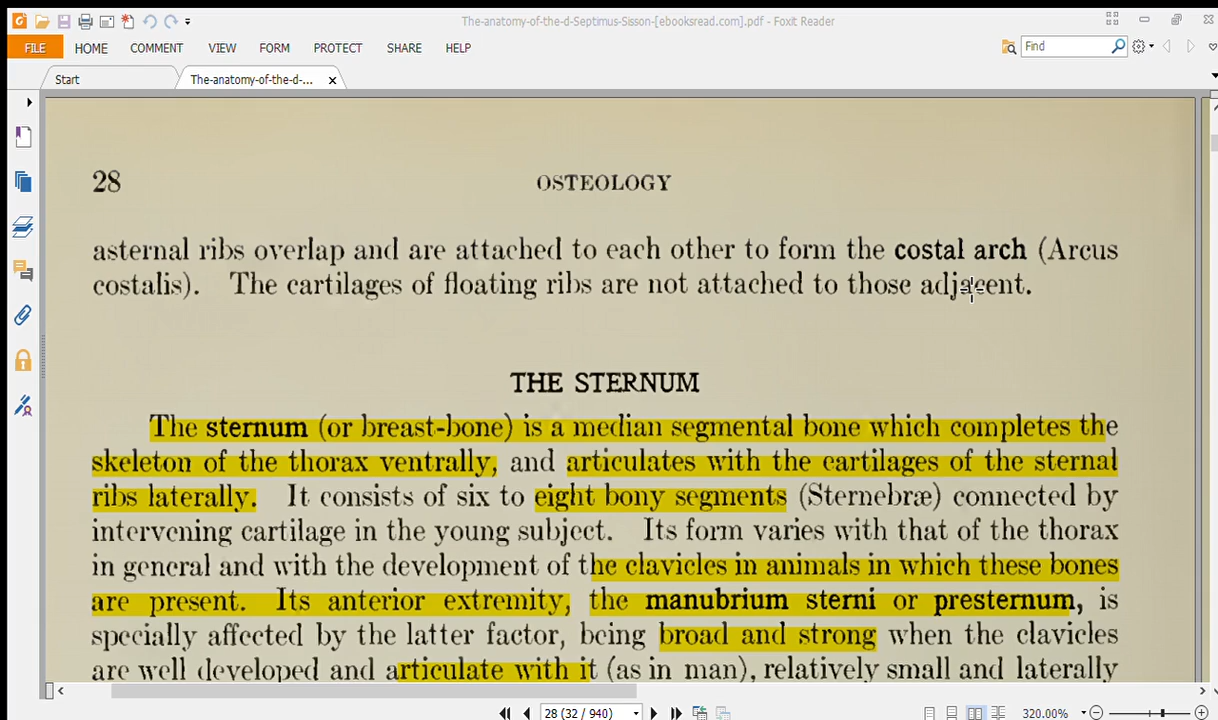 The-anatomy-of-the-d-Septimus-Sisson-[ebooksread.com].pdf - Foxit Reader
FILE HOME COMMENT VIEW FORM PROTECT SHARE HELP Find
Start The-anatomy-of-the-d-...
28 OSTEOLOGY
asternal ribs overlap and are attached to each other to form the costal arch (Arcus
costalis). The cartilages of floating ribs are not attached to those adjacent.
THE STERNUM
The sternum (or breast-bone) is a median segmental bone which completes the
skeleton of the thorax ventrally, and articulates with the cartilages of the sternal
ribs laterally. It consists of six to eight bony segments (Sternebræ) connected by
intervening cartilage in the young subject. Its form varies with that of the thorax
in general and with the development of the clavicles in animals in which these bones
are present. Its anterior extremity, the manubrium sterni or presternum, is
specially affected by the latter factor, being broad and strong when the clavicles
are well developed and articulate with it (as in man), relatively small and laterally
28 (32 / 940) 320.00%